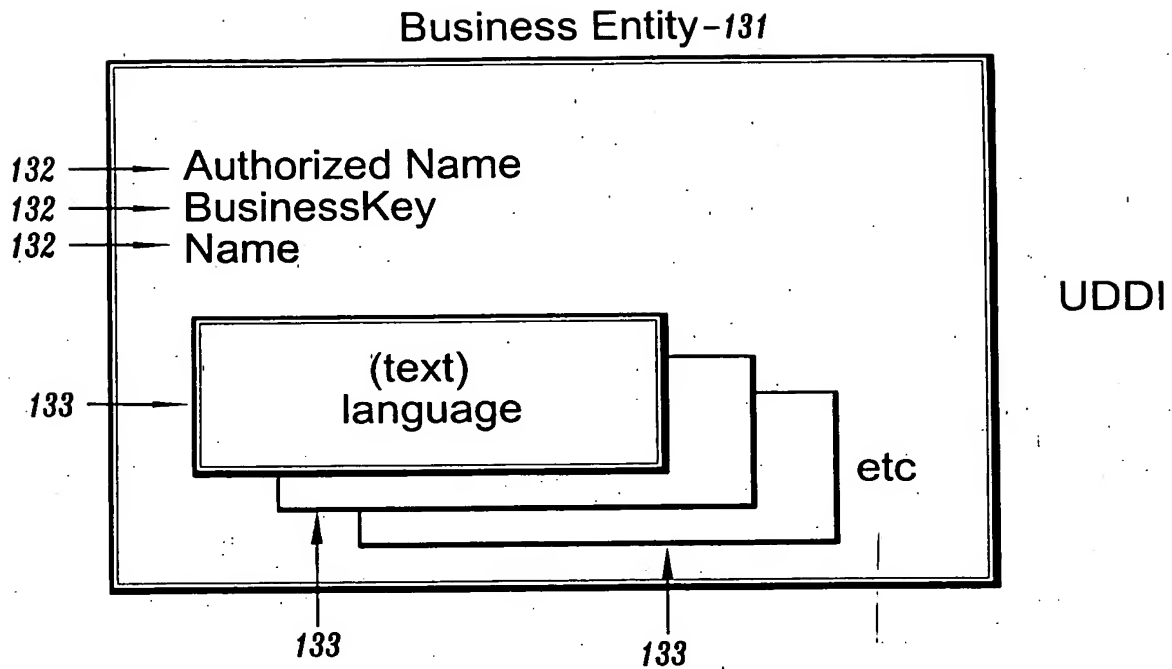 Business Entity-131
132 Authorized Name
132 BusinessKey
132 Name
UDDI
(text)
133 language
etc
133 133